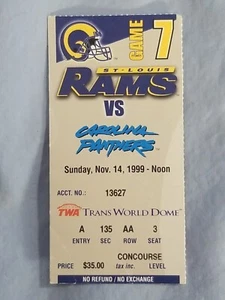 GAME 7
ST·LOUIS
RAMS
VS
CAROLINA
PANTHERS
Sunday, Nov. 14, 1999 - Noon
ACCT. NO.: 13627
TWA TRANS WORLD DOME
A 135 AA 3
ENTRY SEC ROW SEAT
CONCOURSE
PRICE $35.00 tax inc. LEVEL
NO REFUND / NO EXCHANGE